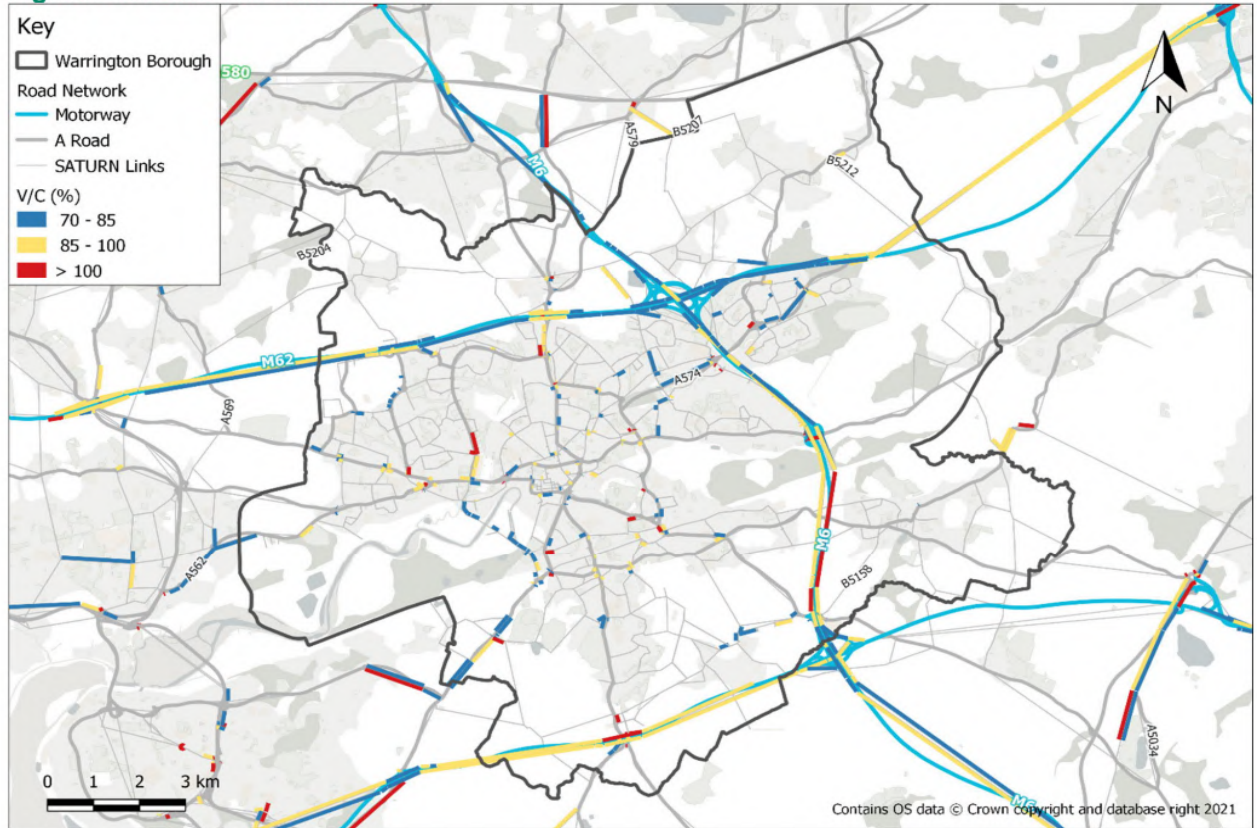 Key
Warrington Borough
Road Network
Motorway
A Road
SATURN Links
V/C (%)
70 - 85
85 - 100
> 100
580
M6
A579
B5207
B5212
N
B5204
M62
A569
A574
A562
M6
B5158
A5034
M6
0 1 2 3 km
Contains OS data © Crown copyright and database right 2021